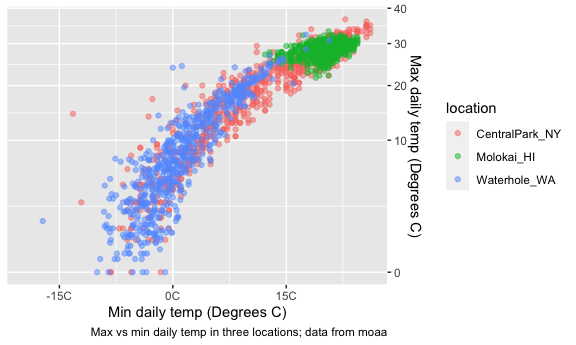 40
30
20
10
0
Max daily temp (Degrees C)
-15C
0C
15C
Min daily temp (Degrees C)
Max vs min daily temp in three locations; data from moaa
location
CentralPark_NY
Molokai_HI
Waterhole_WA